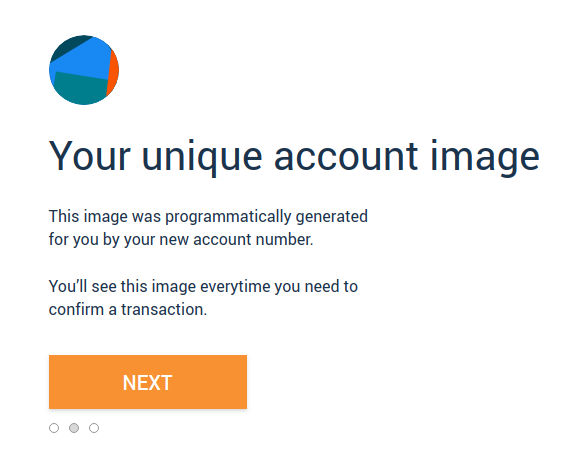 Your unique account image
This image was programmatically generated
for you by your new account number.
You’ll see this image everytime you need to
confirm a transaction.
NEXT